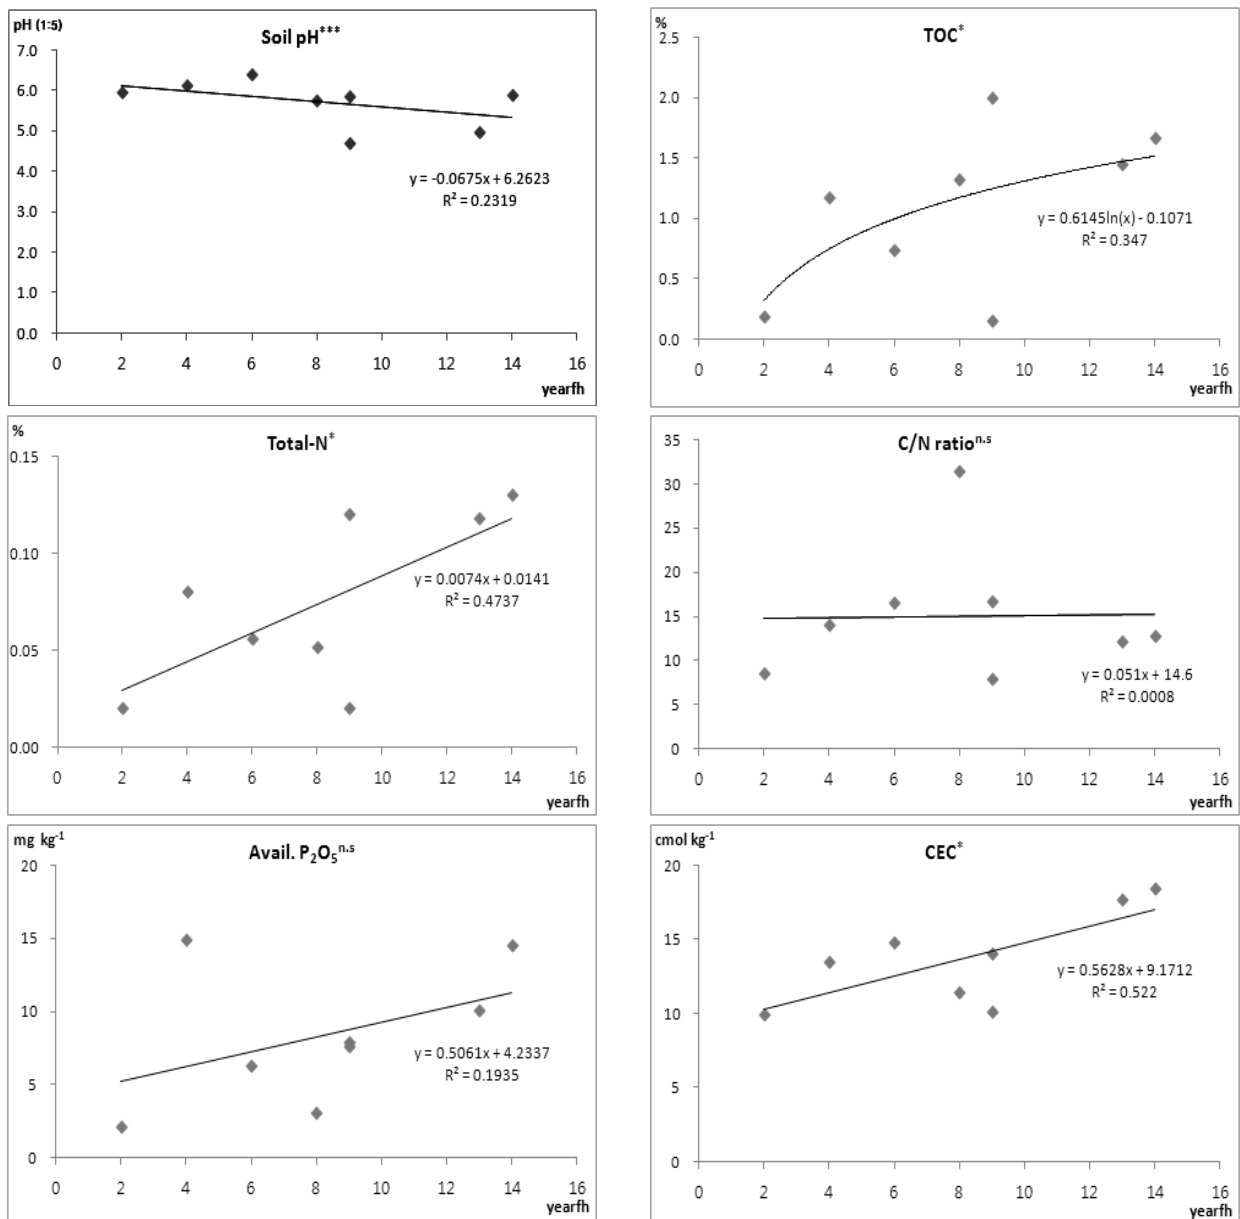 pH (1:5)
Soil pH***
7.0
6.0
5.0
4.0
3.0
2.0
1.0
0.0
y = -0.0675x + 6.2623
R² = 0.2319
0 2 4 6 8 10 12 14 16
yearfh
%
TOC*
2.5
2.0
1.5
1.0
0.5
0.0
y = 0.6145ln(x) - 0.1071
R² = 0.347
0 2 4 6 8 10 12 14 16
yearfh
%
Total-N*
0.15
0.10
0.05
0.00
y = 0.0074x + 0.0141
R² = 0.4737
0 2 4 6 8 10 12 14 16
yearfh
C/N ratioⁿ·ˢ
35
30
25
20
15
10
5
0
y = 0.051x + 14.6
R² = 0.0008
0 2 4 6 8 10 12 14 16
yearfh
mg kg⁻¹
Avail. P₂O₅ⁿ·ˢ
20
15
10
5
0
y = 0.5061x + 4.2337
R² = 0.1935
0 2 4 6 8 10 12 14 16
yearfh
cmol kg⁻¹
CEC*
20
15
10
5
0
y = 0.5628x + 9.1712
R² = 0.522
0 2 4 6 8 10 12 14 16
yearfh